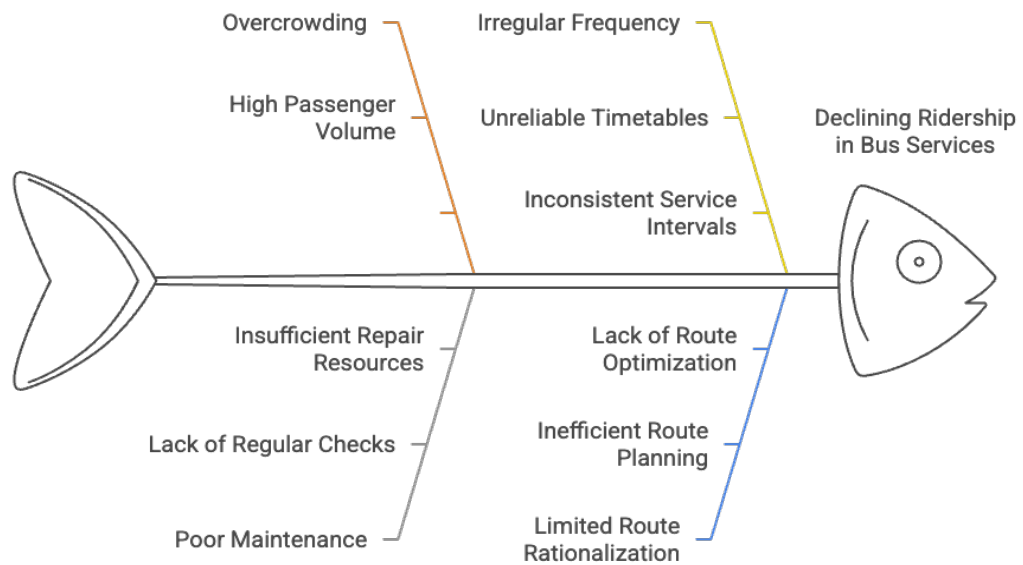 Overcrowding
High Passenger
Volume
Irregular Frequency
Unreliable Timetables
Inconsistent Service
Intervals
Declining Ridership
in Bus Services
Insufficient Repair
Resources
Lack of Regular Checks
Poor Maintenance
Lack of Route
Optimization
Inefficient Route
Planning
Limited Route
Rationalization